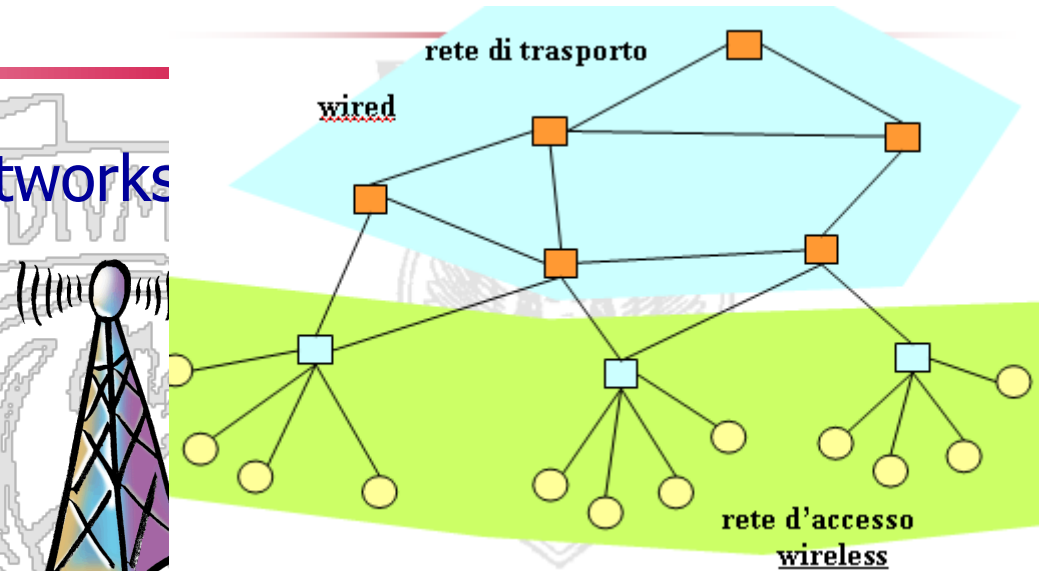 rete di trasporto
wired
tworks
rete d'accesso
wireless